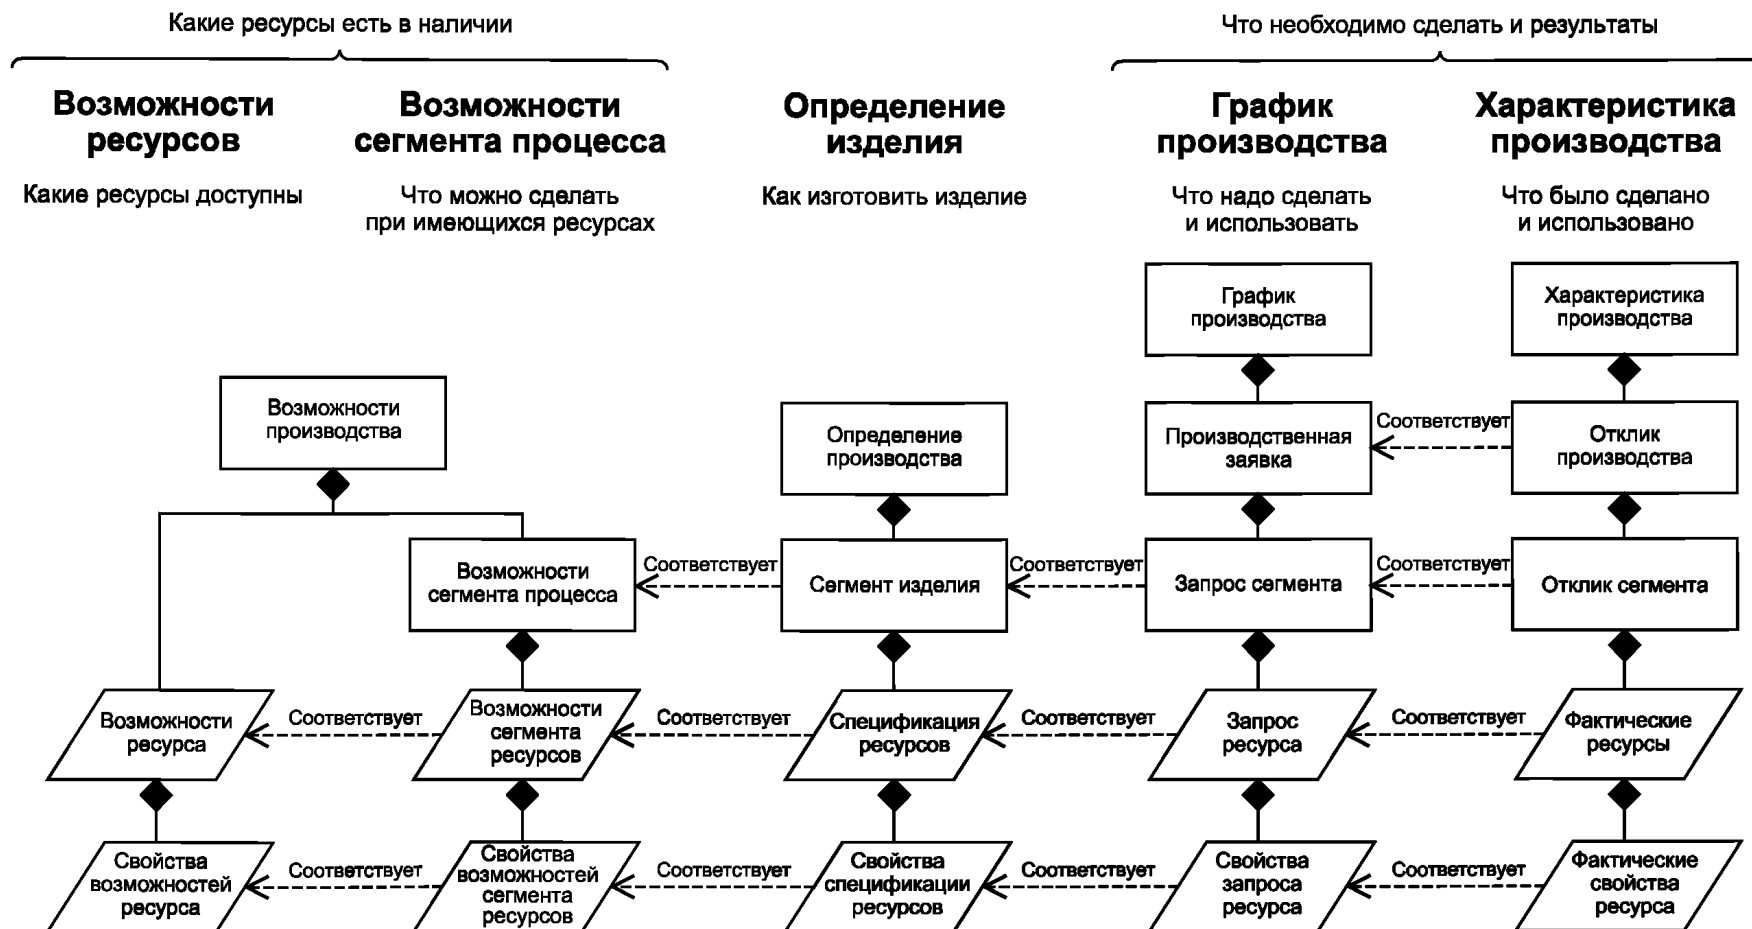 Какие ресурсы есть в наличии
Что необходимо сделать и результаты
Возможности
ресурсов
Возможности
сегмента процесса
Определение
изделия
График
производства
Характеристика
производства
Какие ресурсы доступны
Что можно сделать
при имеющихся ресурсах
Как изготовить изделие
Что надо сделать
и использовать
Что было сделано
и использовано
График
производства
Характеристика
производства
Возможности
производства
Определение
производства
Производственная
заявка
Соответствует
Отклик
производства
Возможности
сегмента процесса
Соответствует
Сегмент изделия
Соответствует
Запрос сегмента
Соответствует
Отклик сегмента
Возможности
ресурса
Соответствует
Возможности
сегмента
ресурсов
Соответствует
Спецификация
ресурсов
Соответствует
Запрос
ресурса
Соответствует
Фактические
ресурсы
Свойства
возможностей
ресурса
Соответствует
Свойства
возможностей
сегмента
ресурсов
Соответствует
Свойства
спецификации
ресурсов
Соответствует
Свойства
запроса
ресурса
Соответствует
Фактические
свойства
ресурса